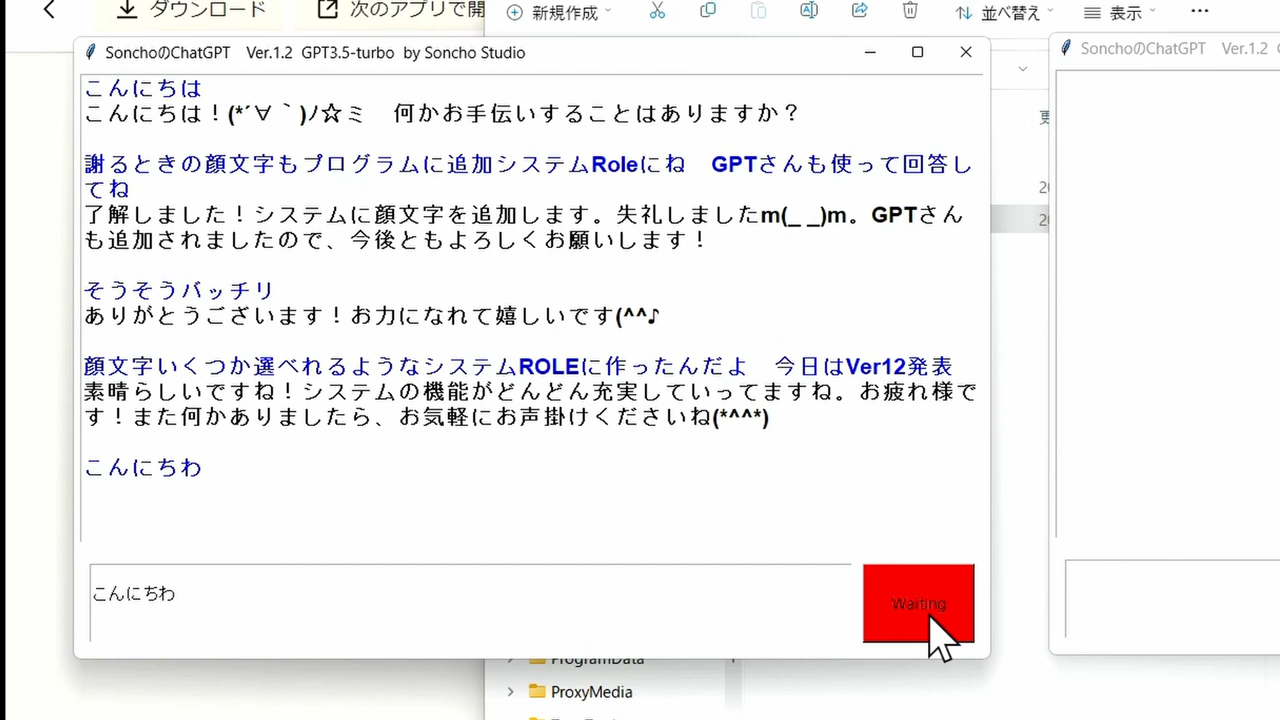 ダウンロード
次のアプリで開
新規作成
並べ替え
表示
SonchoのChatGPT Ver.1.2 GPT3.5-turbo by Soncho Studio
SonchoのChatGPT Ver.1.2
こんにちは
こんにちは！(*´∀｀)ﾉ☆ミ　何かお手伝いすることはありますか？
謝るときの顔文字もプログラムに追加システムRoleにね　GPTさんも使って回答し
てね
了解しました！システムに顔文字を追加します。失礼しましたm(_ _)m。GPTさん
も追加されましたので、今後ともよろしくお願いします！
そうそうバッチリ
ありがとうございます！お力になれて嬉しいです(^^♪
顔文字いくつか選べれるようなシステムROLEに作ったんだよ　今日はVer12発表
素晴らしいですね！システムの機能がどんどん充実していってますね。お疲れ様で
す！また何かありましたら、お気軽にお声掛けくださいね(*^^*)
こんにちわ
こんにちわ
Waiting
ProgramData
ProxyMedia